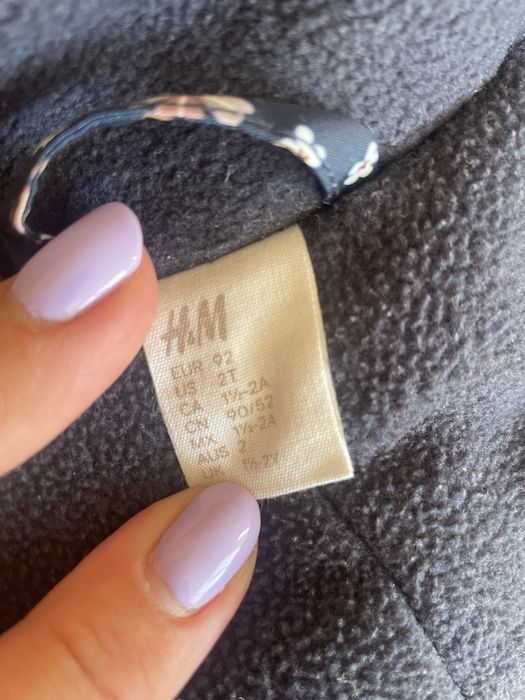 H&M
EUR 92
US 2T
CA 1½-2A
CN 90/52
MX 1½-2A
AUS 2
UK 1½-2Y